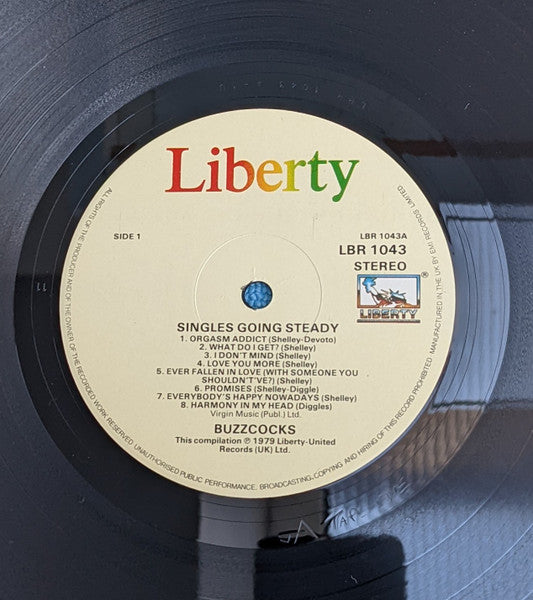 Liberty
SIDE 1
LBR 1043A
LBR 1043
STEREO
LIBERTY
®
SINGLES GOING STEADY
1. ORGASM ADDICT (Shelley-Devoto)
2. WHAT DO I GET? (Shelley)
3. I DON'T MIND (Shelley)
4. LOVE YOU MORE (Shelley)
5. EVER FALLEN IN LOVE (WITH SOMEONE YOU
SHOULDN'T'VE?) (Shelley)
6. PROMISES (Shelley-Diggle)
7. EVERYBODY'S HAPPY NOWADAYS (Shelley)
8. HARMONY IN MY HEAD (Diggles)
Virgin Music (Publ.) Ltd.
BUZZCOCKS
This compilation ℗ 1979 Liberty-United
Records (UK) Ltd.
ALL RIGHTS OF THE PRODUCER AND OF THE OWNER OF THE RECORDED WORK RESERVED UNAUTHORISED PUBLIC PERFORMANCE, BROADCASTING, COPYING AND HIRING OF THIS RECORD PROHIBITED. MANUFACTURED IN THE UK BY EMI RECORDS LIMITED
11